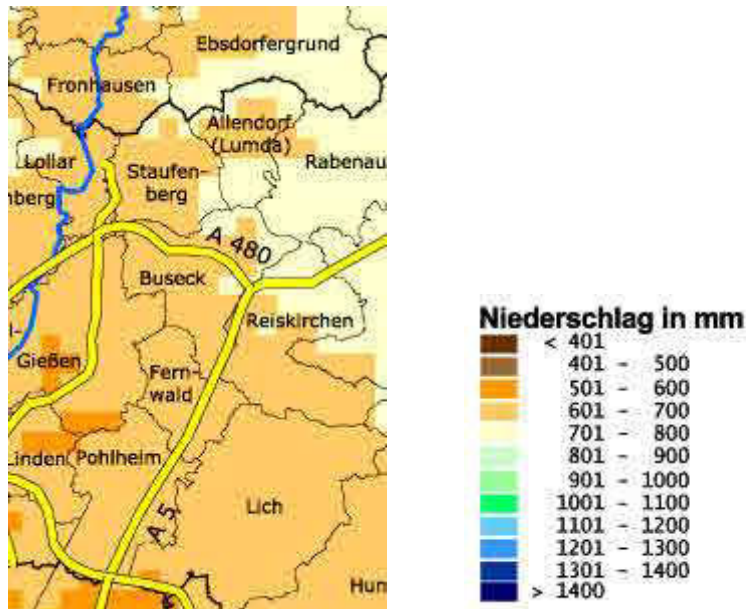 Ebsdorfergrund
Fronhausen
Allendorf
(Lumda)
Lollar
Staufen-
berg
Rabenau
nberg
A 480
Buseck
Reiskirchen
Gießen
Fern-
wald
Linden
Pohlheim
Lich
A 5
Hun
Niederschlag in mm
< 401
401 - 500
501 - 600
601 - 700
701 - 800
801 - 900
901 - 1000
1001 - 1100
1101 - 1200
1201 - 1300
1301 - 1400
> 1400